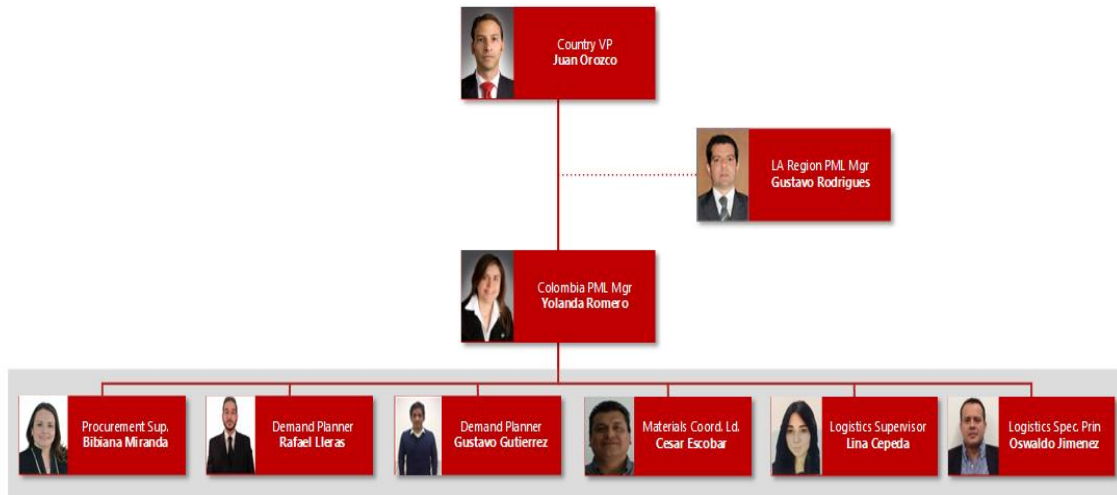 Country VP
Juan Orozco
LA Region PML Mgr
Gustavo Rodrigues
Colombia PML Mgr
Yolanda Romero
Procurement Sup.
Bibiana Miranda
Demand Planner
Rafael Lleras
Demand Planner
Gustavo Gutierrez
Materials Coord. Ld.
Cesar Escobar
Logistics Supervisor
Lina Cepeda
Logistics Spec. Prin
Oswaldo Jimenez